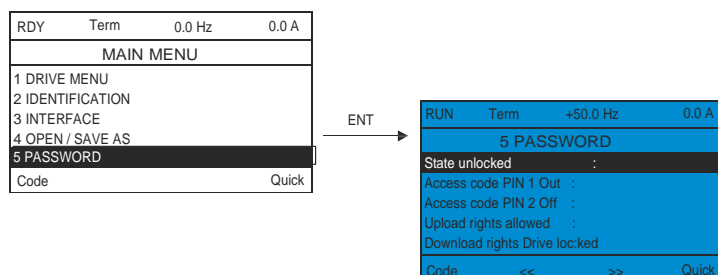 RDY Term 0.0 Hz 0.0 A
MAIN MENU
1 DRIVE MENU
2 IDENTIFICATION
3 INTERFACE
4 OPEN / SAVE AS
5 PASSWORD
Code Quick
ENT
RUN Term +50.0 Hz 0.0 A
5 PASSWORD
State unlocked :
Access code PIN 1 Out :
Access code PIN 2 Off :
Upload rights allowed :
Download rights Drive loc:ked
Code << >> Quick